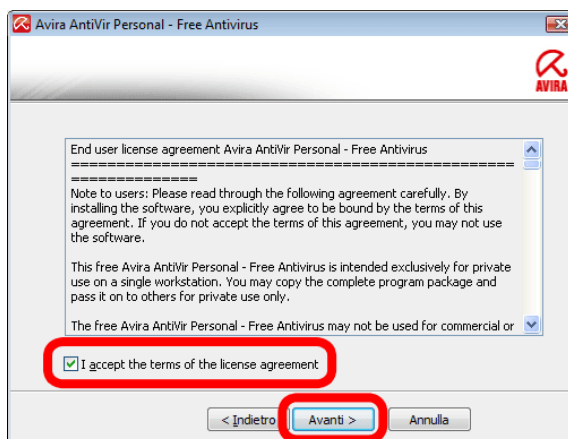 Avira AntiVir Personal - Free Antivirus
AVIRA
End user license agreement Avira AntiVir Personal - Free Antivirus
====================================================
===============
Note to users: Please read through the following agreement carefully. By
installing the software, you explicitly agree to be bound by the terms of this
agreement. If you do not accept the terms of this agreement, you may not use
the software.
This free Avira AntiVir Personal - Free Antivirus is intended exclusively for private
use on a single workstation. You may copy the complete program package and
pass it on to others for private use only.
The free Avira AntiVir Personal - Free Antivirus may not be used for commercial or
I accept the terms of the license agreement
< Indietro
Avanti >
Annulla